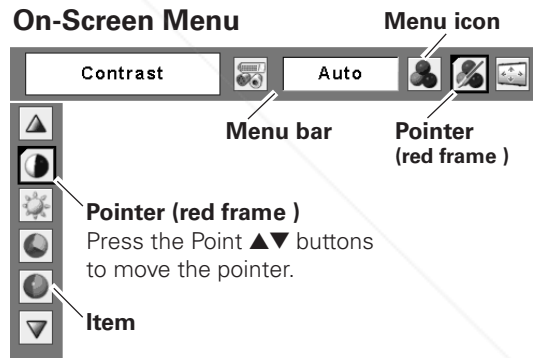 On-Screen Menu
Menu icon
Contrast
Auto
Menu bar
Pointer
(red frame )
Pointer (red frame )
Press the Point ▲▼ buttons
to move the pointer.
Item